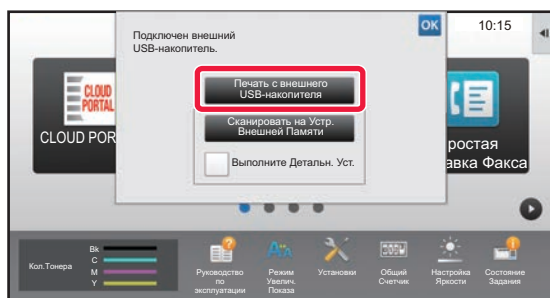 Подключен внешний
USB-накопитель.
OK
10:15
Печать с внешнего
USB-накопителя
Сканировать на Устр.
Внешней Памяти
Выполните Детальн. Уст.
CLOUD
PORTAL
CLOUD POR
ростая
авка Факса
Кол.Тонера
Bk
C
M
Y
Руководство
по
эксплуатации
Режим
Увелич.
Показа
Установки
Общий
Счетчик
Настройка
Яркости
Состояние
Задания